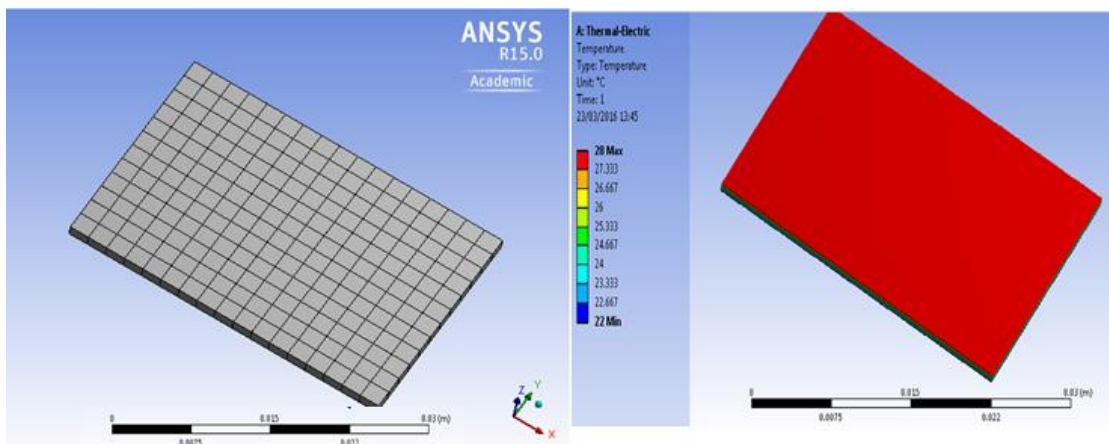 ANSYS
R15.0
Academic
Z
Y
X
0
0.015
0.03 (m)
0.0075
0.022
A: Thermal-Electric
Temperature
Type: Temperature
Unit: °C
Time: 1
23/03/2016 13:45
28 Max
27.333
26.667
26
25.333
24.667
24
23.333
22.667
22 Min
0
0.015
0.03 (m)
0.0075
0.022